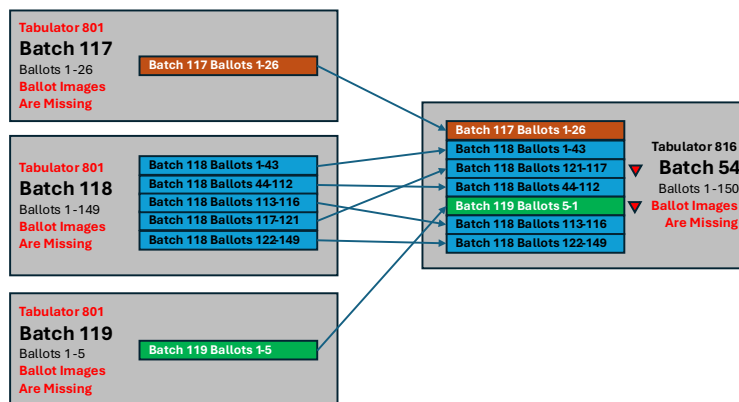 Tabulator 801
Batch 117
Ballots 1-26
Ballot Images
Are Missing
Batch 117 Ballots 1-26
Tabulator 801
Batch 118
Ballots 1-149
Ballot Images
Are Missing
Batch 118 Ballots 1-43
Batch 118 Ballots 44-112
Batch 118 Ballots 113-116
Batch 118 Ballots 117-121
Batch 118 Ballots 122-149
Tabulator 801
Batch 119
Ballots 1-5
Ballot Images
Are Missing
Batch 119 Ballots 1-5
Batch 117 Ballots 1-26
Batch 118 Ballots 1-43
Batch 118 Ballots 121-117
Batch 118 Ballots 44-112
Batch 119 Ballots 5-1
Batch 118 Ballots 113-116
Batch 118 Ballots 122-149
Tabulator 816
Batch 54
Ballots 1-150
Ballot Images
Are Missing